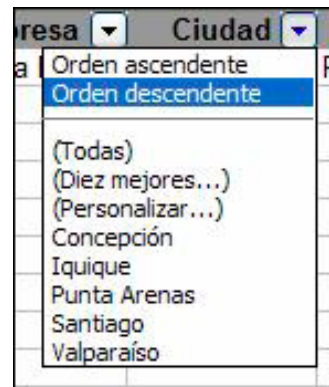 resa Ciudad
a Orden ascendente
Orden descendente
(Todas)
(Diez mejores...)
(Personalizar...)
Concepción
Iquique
Punta Arenas
Santiago
Valparaíso